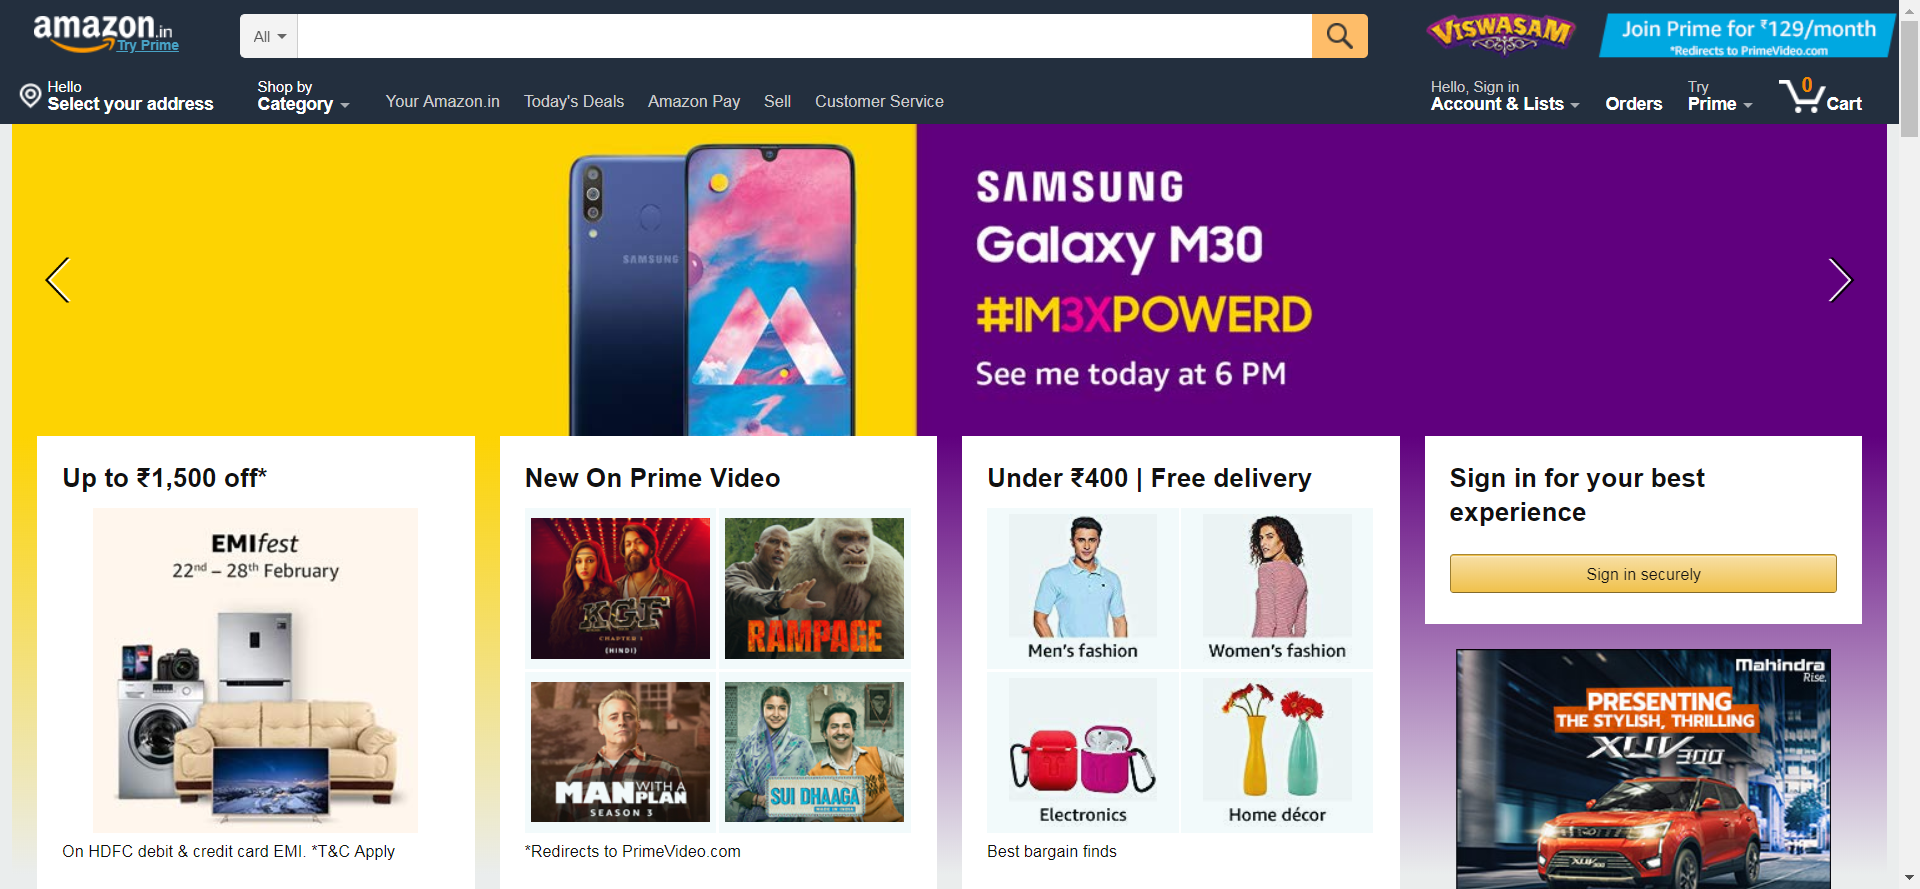 amazon.in
Try Prime
All
VISWASAM
Join Prime for ₹129/month
*Redirects to PrimeVideo.com
Hello
Select your address
Shop by
Category
Your Amazon.in
Today's Deals
Amazon Pay
Sell
Customer Service
Hello, Sign in
Account & Lists
Orders
Try
Prime
0
Cart
SAMSUNG
SAMSUNG
Galaxy M30
#IM3XPOWERD
See me today at 6 PM
Up to ₹1,500 off*
EMIfest
22nd – 28th February
On HDFC debit & credit card EMI. *T&C Apply
New On Prime Video
KGF
CHAPTER 1
(HINDI)
RAMPAGE
MAN WITH A PLAN
SEASON 3
SUI DHAAGA
MADE IN INDIA
*Redirects to PrimeVideo.com
Under ₹400 | Free delivery
Men's fashion
Women's fashion
Electronics
Home décor
Best bargain finds
Sign in for your best
experience
Sign in securely
Mahindra
Rise.
PRESENTING
THE STYLISH, THRILLING
XUV300
XUV300